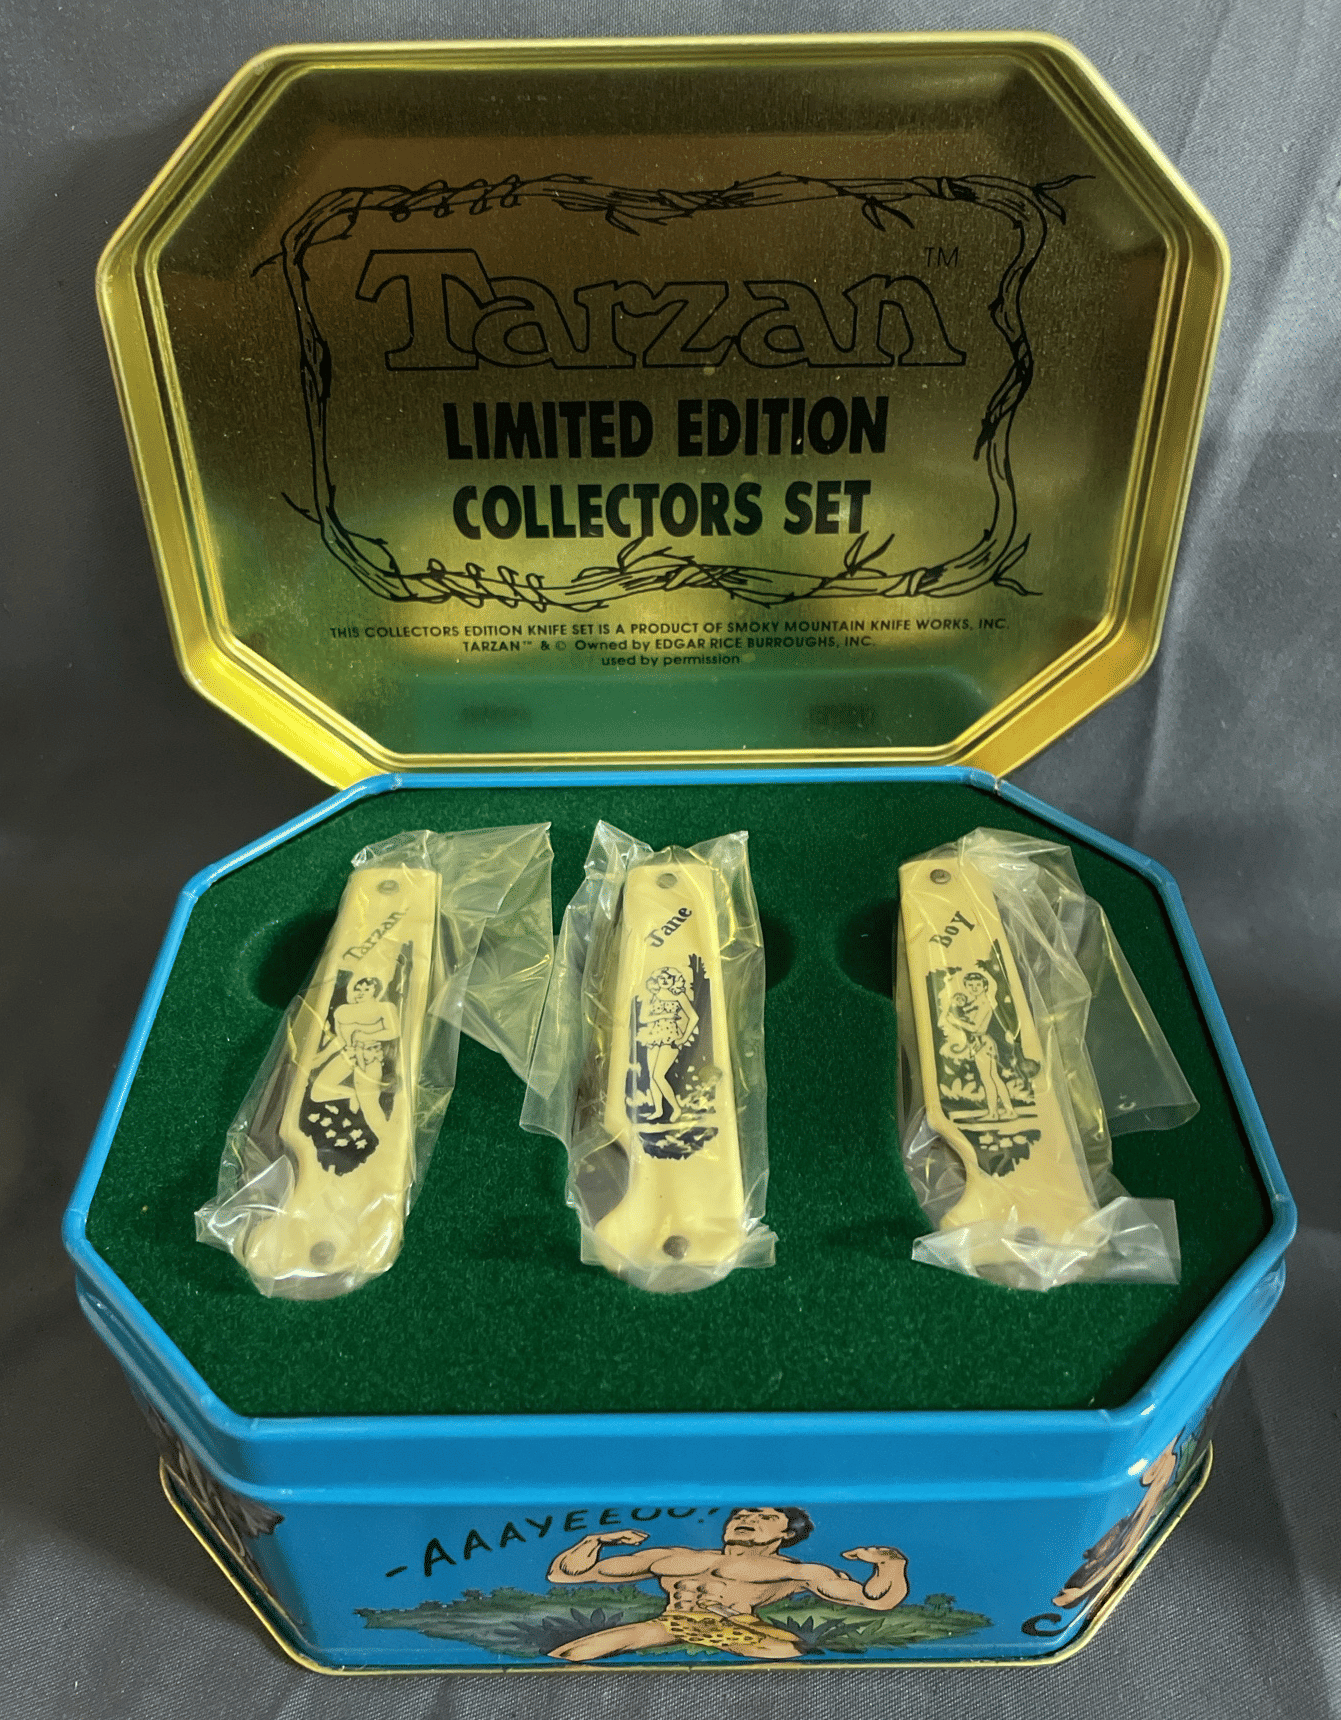 Tarzan™
LIMITED EDITION
COLLECTORS SET
THIS COLLECTORS EDITION KNIFE SET IS A PRODUCT OF SMOKY MOUNTAIN KNIFE WORKS, INC.
TARZAN™ & © Owned by EDGAR RICE BURROUGHS, INC.
used by permission
Tarzan
Jane
Boy
-AAAYEEOO!